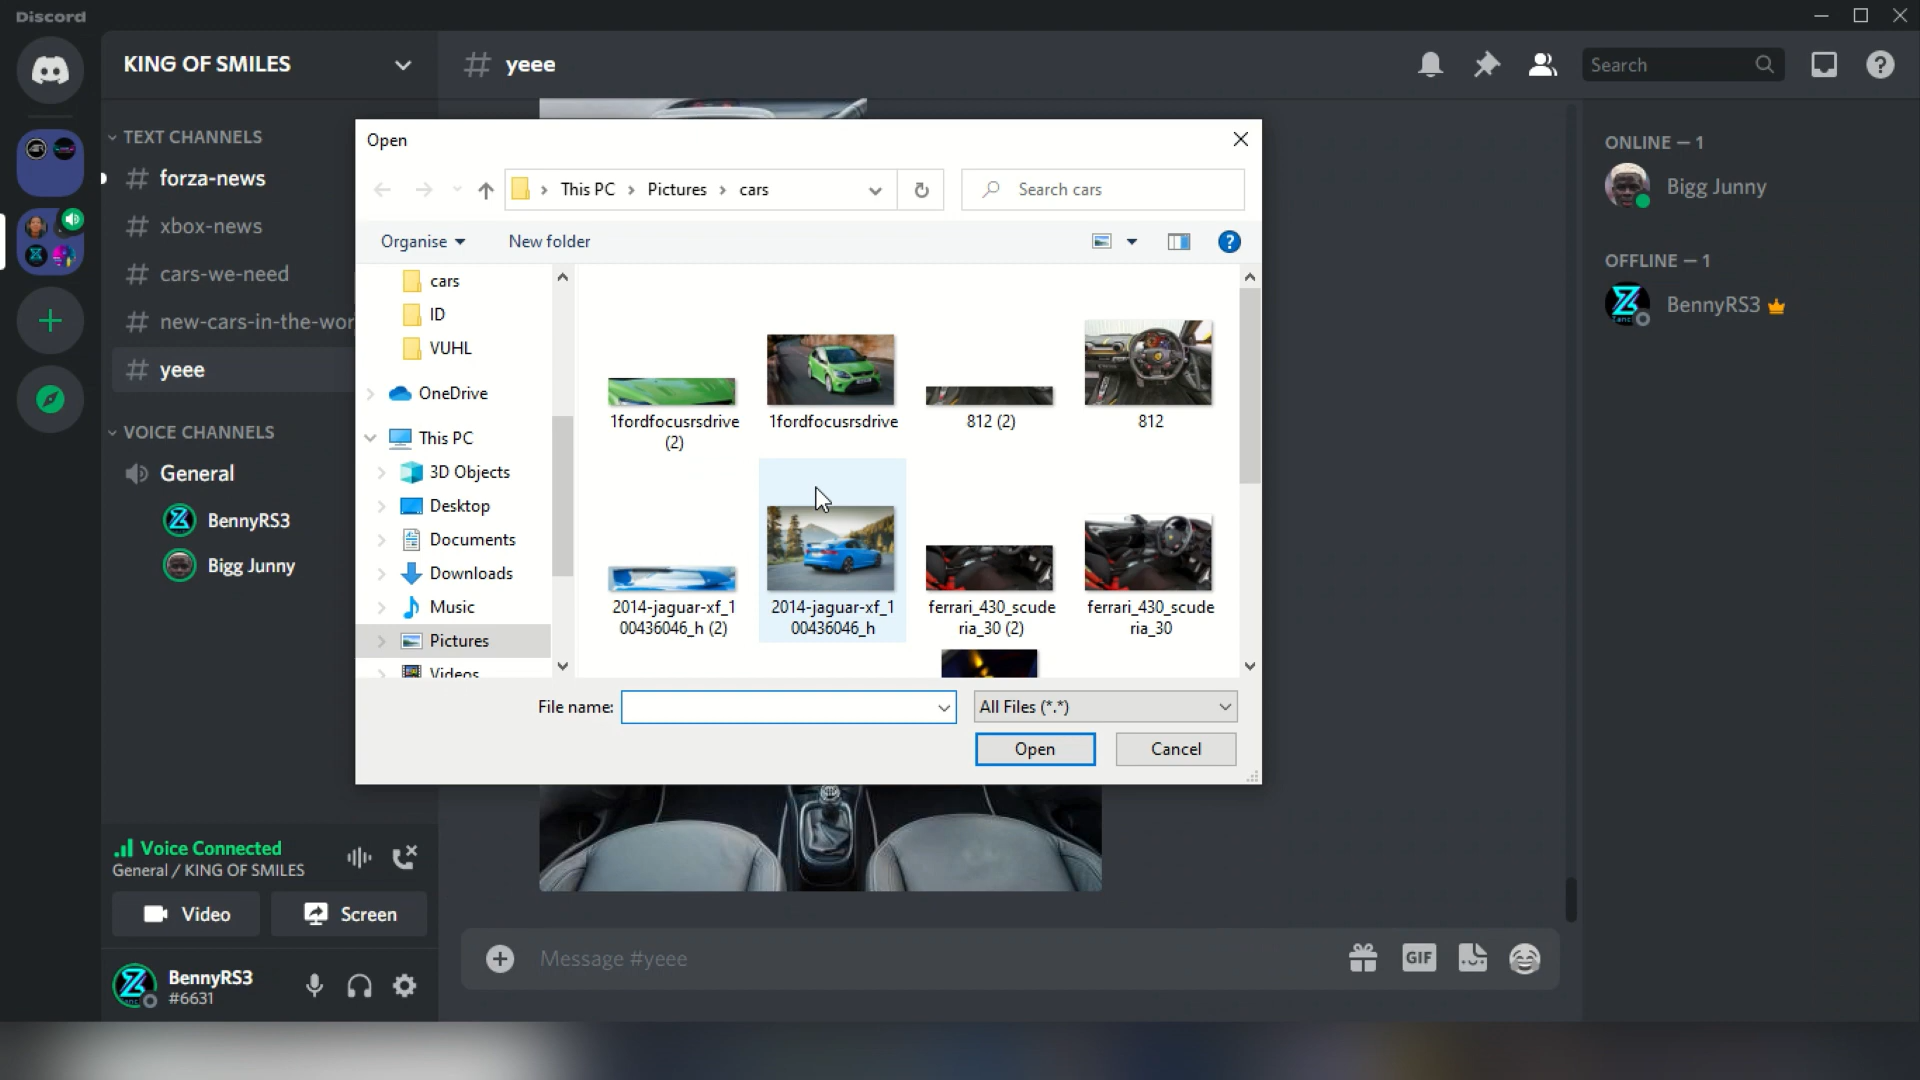 Discord
KING OF SMILES
TEXT CHANNELS
forza-news
xbox-news
cars-we-need
new-cars-in-the-wor
yeee
VOICE CHANNELS
General
BennyRS3
Bigg Junny
Voice Connected
General / KING OF SMILES
Video
Screen
BennyRS3
#6631
# yeee
Search
Open
This PC > Pictures > cars
Search cars
Organise
New folder
cars
ID
VUHL
OneDrive
This PC
3D Objects
Desktop
Documents
Downloads
Music
Pictures
Videos
1fordfocusrsdrive
(2)
1fordfocusrsdrive
812 (2)
812
2014-jaguar-xf_1
00436046_h (2)
2014-jaguar-xf_1
00436046_h
ferrari_430_scude
ria_30 (2)
ferrari_430_scude
ria_30
File name:
All Files (*.*)
Open
Cancel
Message #yeee
GIF
ONLINE — 1
Bigg Junny
OFFLINE — 1
BennyRS3